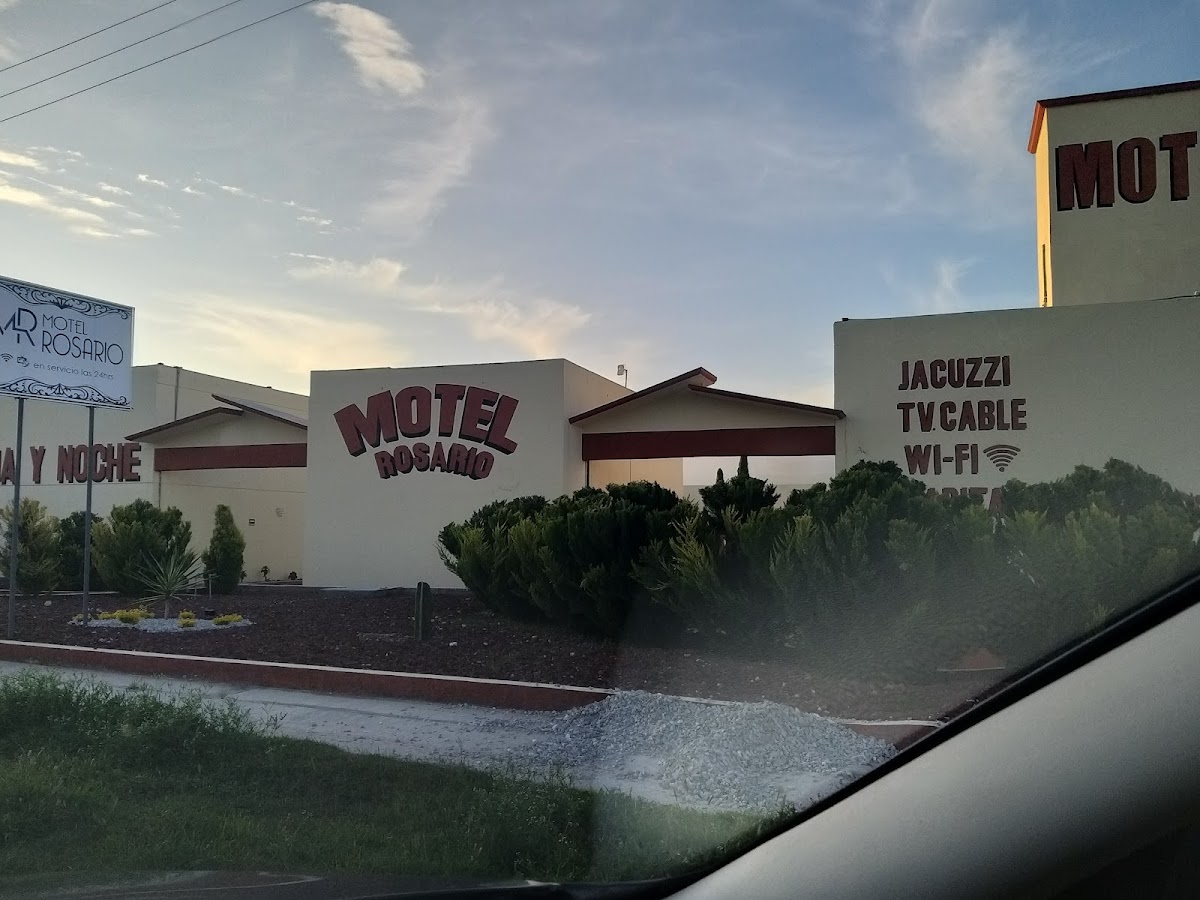 MR MOTEL
ROSARIO
en servicio las 24hrs
A Y NOCHE
MOTEL
ROSARIO
MOT
JACUZZI
TV.CABLE
WI-FI